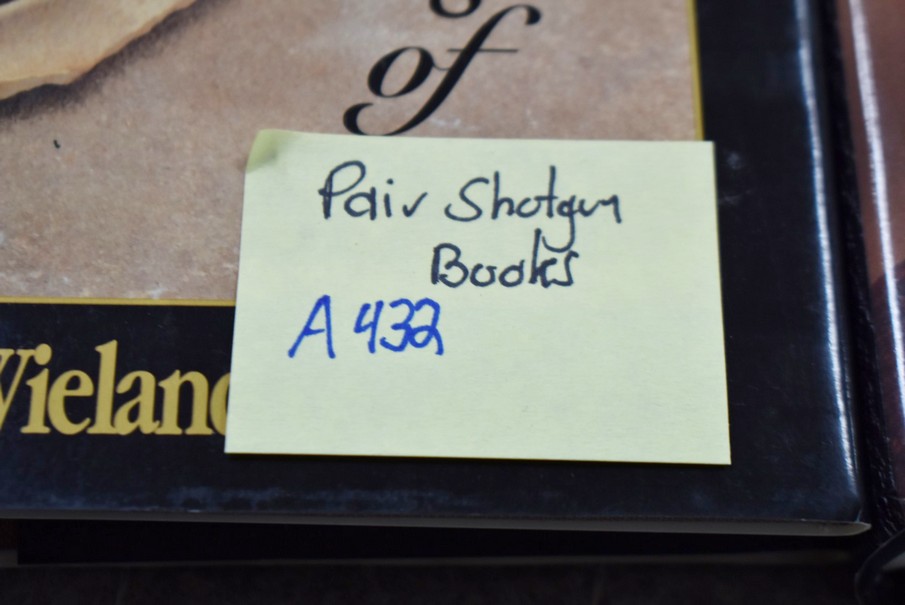 of
Pair Shotgun
Books
A 432
Wieland